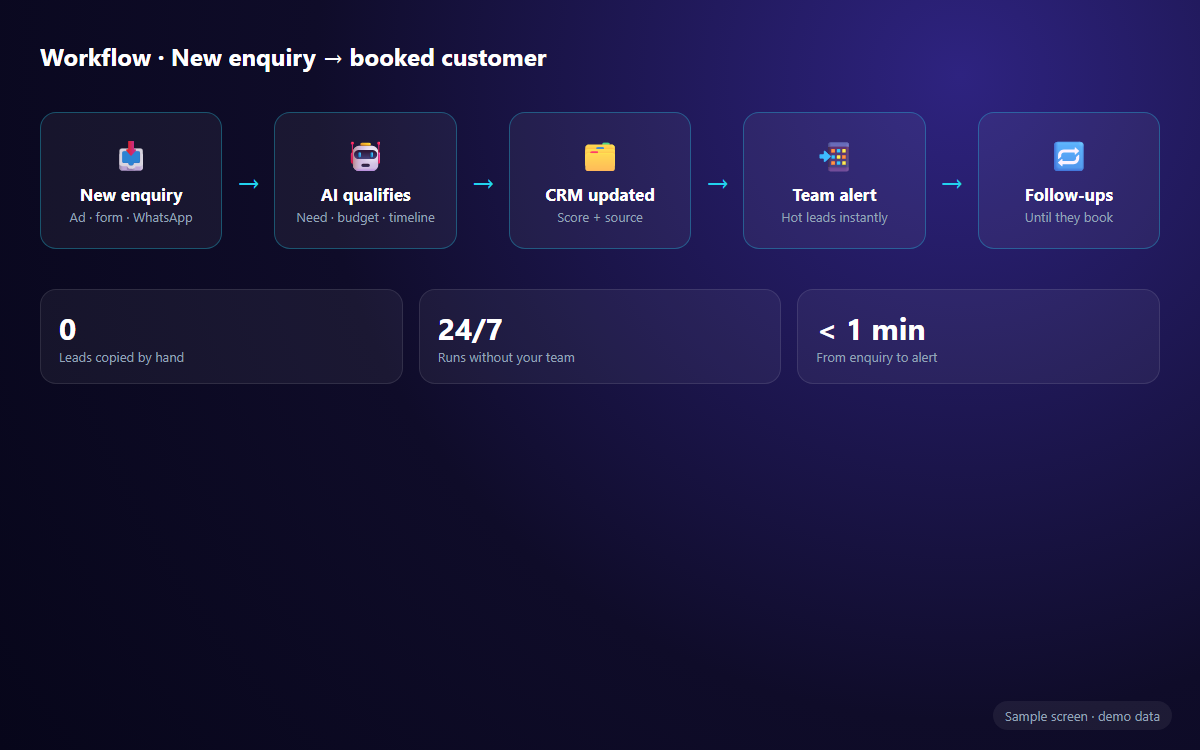 Workflow · New enquiry → booked customer
New enquiry
Ad · form · WhatsApp
→
AI qualifies
Need · budget · timeline
→
CRM updated
Score + source
→
Team alert
Hot leads instantly
→
Follow-ups
Until they book
0
Leads copied by hand
24/7
Runs without your team
< 1 min
From enquiry to alert
Sample screen · demo data